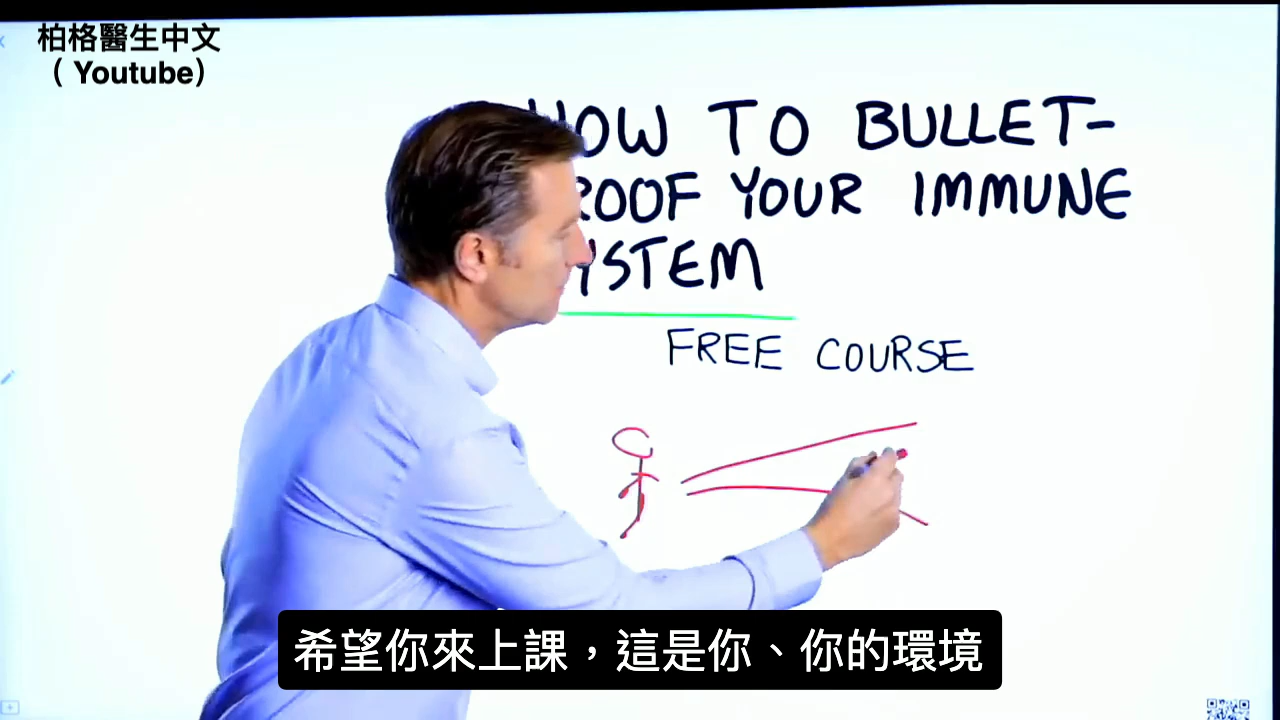 柏格醫生中文
( Youtube)
HOW TO BULLET-
ROOF YOUR IMMUNE
YSTEM
FREE COURSE
希望你來上課，這是你、你的環境